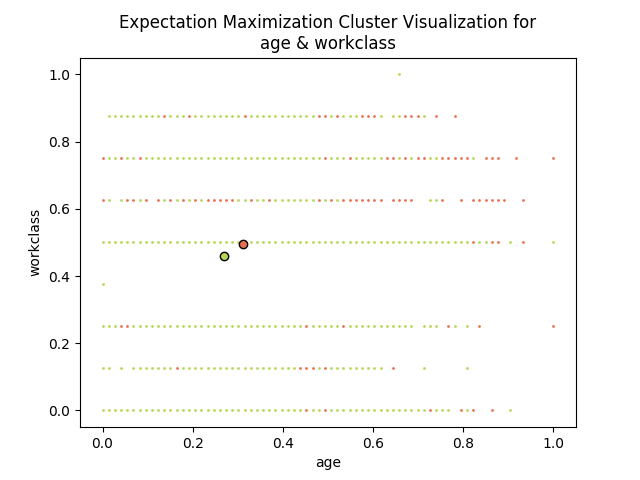 Expectation Maximization Cluster Visualization for
age & workclass
1.0
0.8
0.6
0.4
0.2
0.0
workclass
0.0 0.2 0.4 0.6 0.8 1.0
age